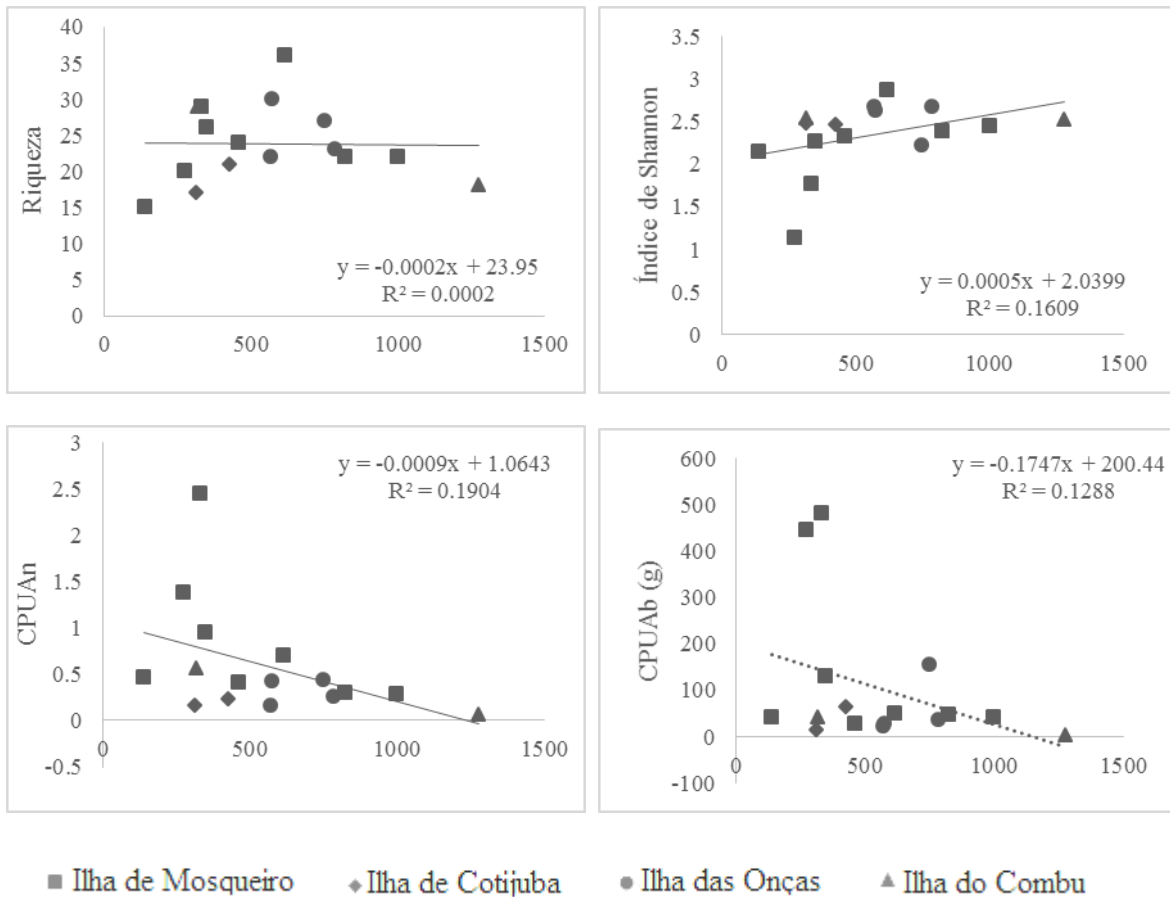 40
35
30
25
20
15
10
5
0
Riqueza
y = -0.0002x + 23.95
R² = 0.0002
0 500 1000 1500
3.5
3
2.5
2
1.5
1
0.5
0
Índice de Shannon
y = 0.0005x + 2.0399
R² = 0.1609
0 500 1000 1500
3
2.5
2
1.5
1
0.5
0
-0.5
CPUAn
y = -0.0009x + 1.0643
R² = 0.1904
0 500 1000 1500
600
500
400
300
200
100
0
-100
CPUAb (g)
y = -0.1747x + 200.44
R² = 0.1288
0 500 1000 1500
Ilha de Mosqueiro Ilha de Cotijuba Ilha das Onças Ilha do Combu